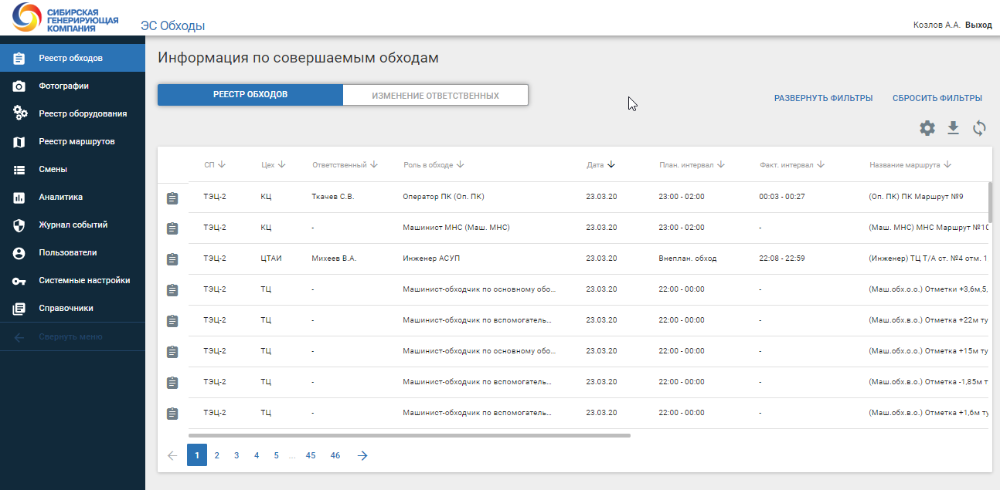 СИБИРСКАЯ
ГЕНЕРИРУЮЩАЯ
КОМПАНИЯ
ЭС Обходы
Козлов А.А. Выход
Реестр обходов
Фотографии
Реестр оборудования
Реестр маршрутов
Смены
Аналитика
Журнал событий
Пользователи
Системные настройки
Справочники
Свернуть меню
Информация по совершаемым обходам
РЕЕСТР ОБХОДОВ ИЗМЕНЕНИЕ ОТВЕТСТВЕННЫХ
РАЗВЕРНУТЬ ФИЛЬТРЫ СБРОСИТЬ ФИЛЬТРЫ
СП Цех Ответственный Роль в обходе Дата План. интервал Факт. интервал Название маршрута
ТЭЦ-2 КЦ Ткачев С.В. Оператор ПК (Оп. ПК) 23.03.20 23:00 - 02:00 00:03 - 00:27 (Оп. ПК) ПК Маршрут №9
ТЭЦ-2 КЦ - Машинист МНС (Маш. МНС) 23.03.20 23:00 - 02:00 - (Маш. МНС) МНС Маршрут №10
ТЭЦ-2 ЦТАИ Михеев В.А. Инженер АСУП 23.03.20 Внеплан. обход 22:08 - 22:59 (Инженер) ТЦ Т/А ст. №4 отм. 1
ТЭЦ-2 ТЦ - Машинист-обходчик по основному обо... 23.03.20 22:00 - 00:00 - (Маш.обх.о.о.) Отметки +3,6м,5,
ТЭЦ-2 ТЦ - Машинист-обходчик по вспомогатель... 23.03.20 22:00 - 00:00 - (Маш.обх.в.о.) Отметка +22м ту
ТЭЦ-2 ТЦ - Машинист-обходчик по основному обо... 23.03.20 22:00 - 00:00 - (Маш.обх.о.о.) Отметка +15м ту
ТЭЦ-2 ТЦ - Машинист-обходчик по вспомогатель... 23.03.20 22:00 - 00:00 - (Маш.обх.в.о.) Отметка -1,85м т
ТЭЦ-2 ТЦ - Машинист-обходчик по вспомогатель... 23.03.20 22:00 - 00:00 - (Маш.обх.в.о.) Отметка +1,6м ту
1 2 3 4 5 ... 45 46